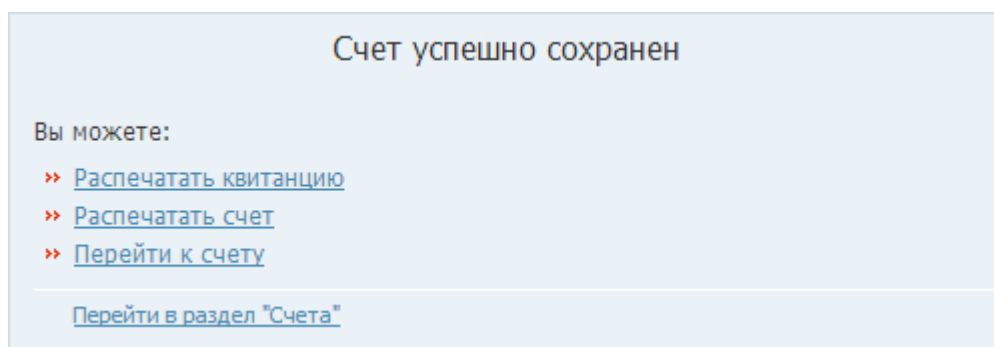 Счет успешно сохранен
Вы можете:
Распечатать квитанцию
Распечатать счет
Перейти к счету
Перейти в раздел "Счета"